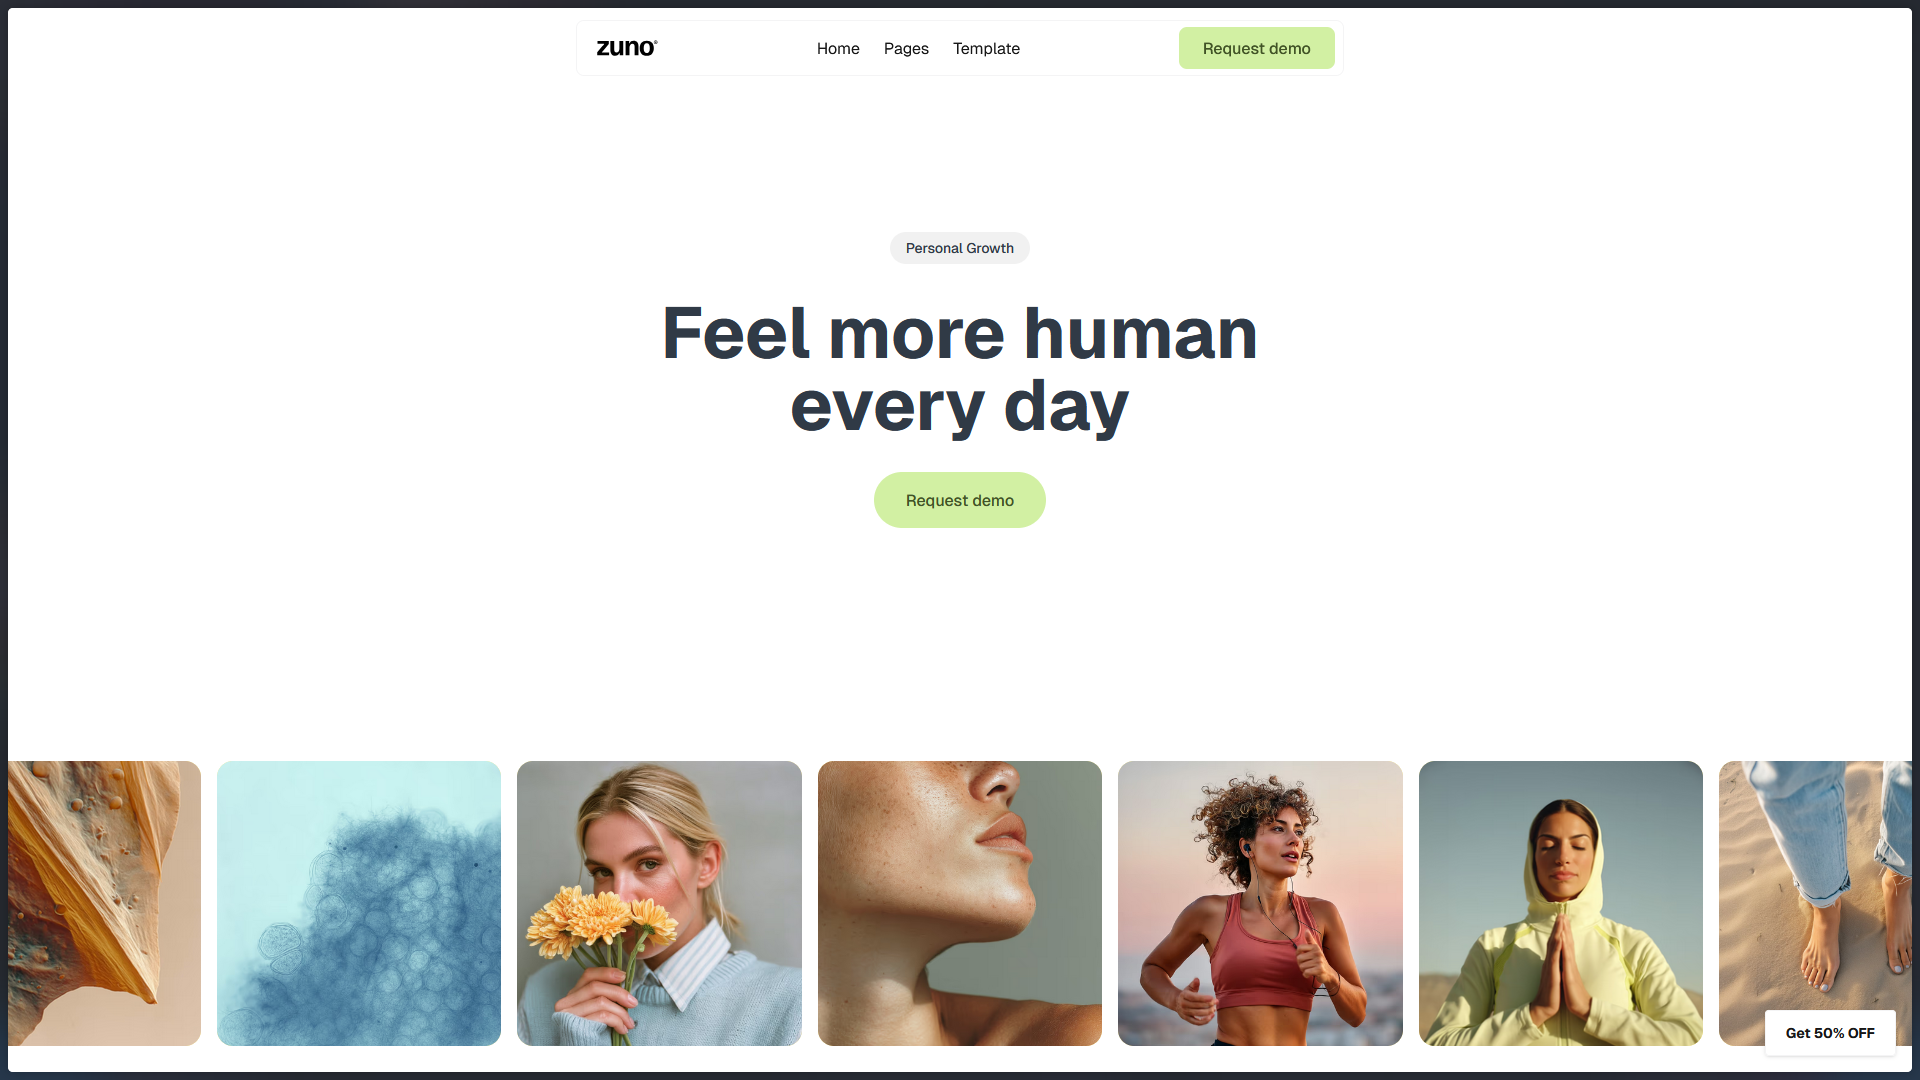 zuno®
Home
Pages
Template
Request demo
Personal Growth
Feel more human
every day
Request demo
Get 50% OFF